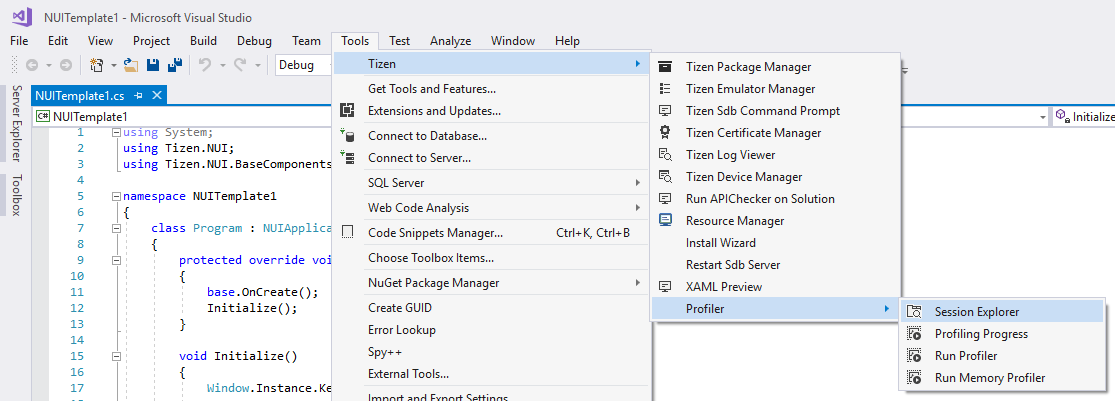 NUITemplate1 - Microsoft Visual Studio
File Edit View Project Build Debug Team Tools Test Analyze Window Help
Debug
Server Explorer
Toolbox
NUITemplate1.cs
C# NUITemplate1
Initialize
1 using System;
2 using Tizen.NUI;
3 using Tizen.NUI.BaseComponents
4
5 namespace NUITemplate1
6 {
7 class Program : NUIApplica
8 {
9 protected override voi
10 {
11 base.OnCreate();
12 Initialize();
13 }
14
15 void Initialize()
16 {
17 Window.Instance.Ke
Tizen
Get Tools and Features...
Extensions and Updates...
Connect to Database...
Connect to Server...
SQL Server
Web Code Analysis
Code Snippets Manager... Ctrl+K, Ctrl+B
Choose Toolbox Items...
NuGet Package Manager
Create GUID
Error Lookup
Spy++
External Tools...
Import and Export Settings
Tizen Package Manager
Tizen Emulator Manager
Tizen Sdb Command Prompt
Tizen Certificate Manager
Tizen Log Viewer
Tizen Device Manager
Run APIChecker on Solution
Resource Manager
Install Wizard
Restart Sdb Server
XAML Preview
Profiler
Session Explorer
Profiling Progress
Run Profiler
Run Memory Profiler